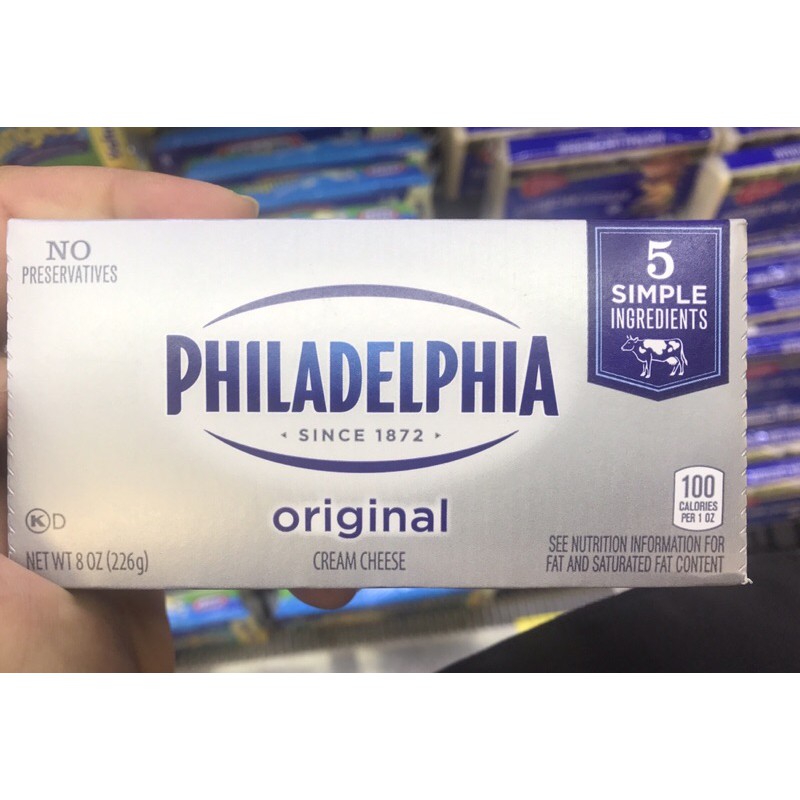 NO
PRESERVATIVES
5
SIMPLE
INGREDIENTS
PHILADELPHIA
SINCE 1872
original
CREAM CHEESE
100
CALORIES
PER 1 OZ
K D
NET WT 8 OZ (226g)
SEE NUTRITION INFORMATION FOR
FAT AND SATURATED FAT CONTENT